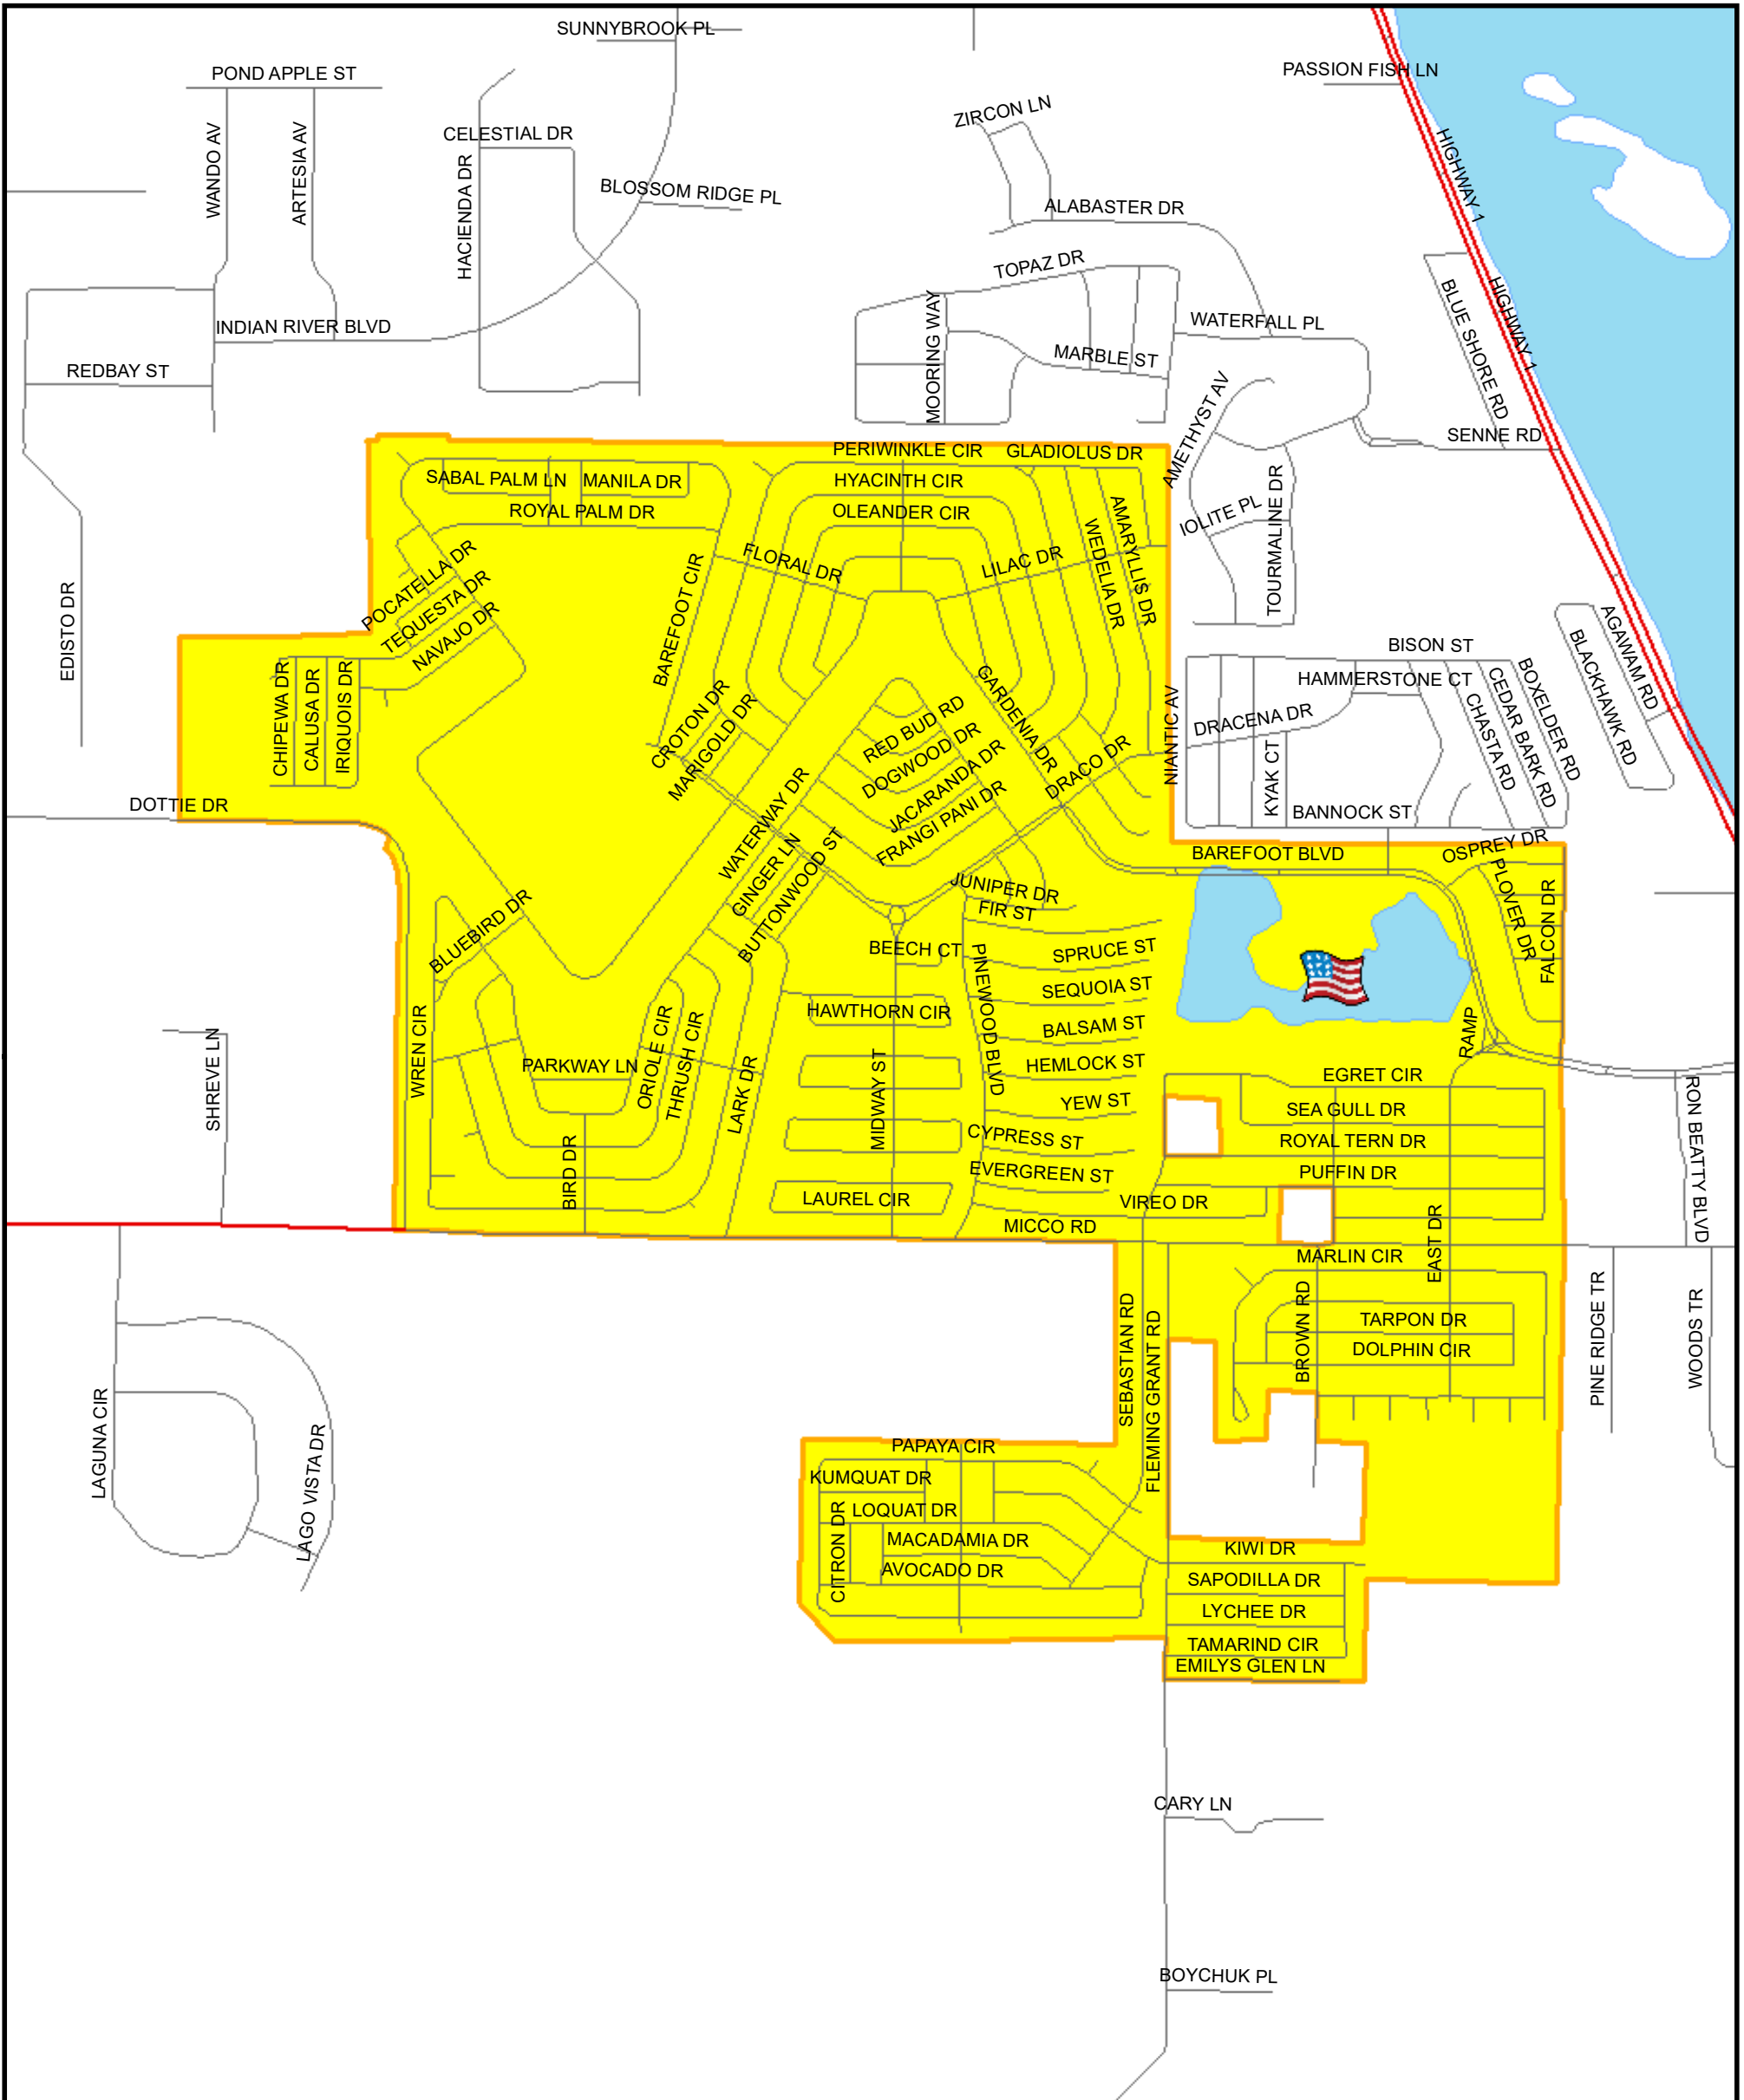 SUNNYBROOK PL
POND APPLE ST
PASSION FISH LN
ZIRCON LN
CELESTIAL DR
WANDO AV
ARTESIA AV
HACIENDA DR
BLOSSOM RIDGE PL
HIGHWAY 1
ALABASTER DR
TOPAZ DR
HIGHWAY 1
BLUE SHORE RD
INDIAN RIVER BLVD
MOORING WAY
WATERFALL PL
MARBLE ST
REDBAY ST
AMETHYST AV
SENNE RD
PERIWINKLE CIR
GLADIOLUS DR
SABAL PALM LN
MANILA DR
HYACINTH CIR
ROYAL PALM DR
OLEANDER CIR
AMARYLLIS DR
WEDELIA DR
IOLITE PL
TOURMALINE DR
FLORAL DR
LILAC DR
POCATELLA DR
TEQUESTA DR
NAVAJO DR
BAREFOOT CIR
EDISTO DR
AGAWAM RD
BLACKHAWK RD
BISON ST
HAMMERSTONE CT
BOXELDER RD
CEDAR BARK RD
CHASTA RD
CHIPEWA DR
CALUSA DR
IRIQUOIS DR
CROTON DR
MARIGOLD DR
GARDENIA DR
RED BUD RD
DOGWOOD DR
JACARANDA DR
FRANGI PANI DR
DRACO DR
NIANTIC AV
DRACENA DR
KYAK CT
BANNOCK ST
DOTTIE DR
WATERWAY DR
GINGER LN
BUTTONWOOD ST
BAREFOOT BLVD
OSPREY DR
PLOVER DR
FALCON DR
JUNIPER DR
FIR ST
BLUEBIRD DR
BEECH CT
PINEWOOD BLVD
SPRUCE ST
SEQUOIA ST
HAWTHORN CIR
BALSAM ST
RAMP
WREN CIR
SHREVE LN
PARKWAY LN
ORIOLE CIR
THRUSH CIR
LARK DR
MIDWAY ST
HEMLOCK ST
EGRET CIR
YEW ST
SEA GULL DR
RON BEATTY BLVD
CYPRESS ST
ROYAL TERN DR
BIRD DR
EVERGREEN ST
PUFFIN DR
LAUREL CIR
VIREO DR
MICCO RD
EAST DR
MARLIN CIR
SEBASTIAN RD
FLEMING GRANT RD
BROWN RD
TARPON DR
DOLPHIN CIR
PINE RIDGE TR
WOODS TR
LAGUNA CIR
LAGO VISTA DR
PAPAYA CIR
KUMQUAT DR
LOQUAT DR
CITRON DR
MACADAMIA DR
AVOCADO DR
KIWI DR
SAPODILLA DR
LYCHEE DR
TAMARIND CIR
EMILYS GLEN LN
CARY LN
BOYCHUK PL